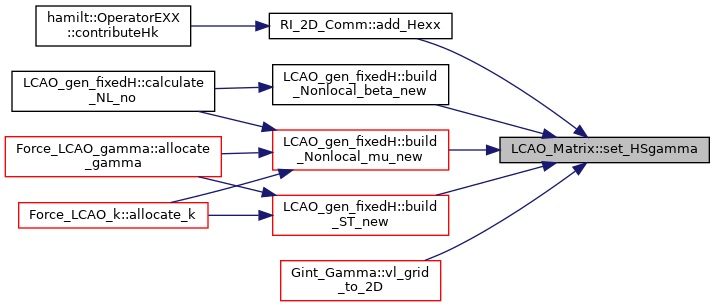 hamilt::OperatorEXX
::contributeHk
RI_2D_Comm::add_Hexx
LCAO_gen_fixedH::calculate
_NL_no
LCAO_gen_fixedH::build
_Nonlocal_beta_new
Force_LCAO_gamma::allocate
_gamma
LCAO_gen_fixedH::build
_Nonlocal_mu_new
LCAO_Matrix::set_HSgamma
Force_LCAO_k::allocate_k
LCAO_gen_fixedH::build
_ST_new
Gint_Gamma::vl_grid
_to_2D